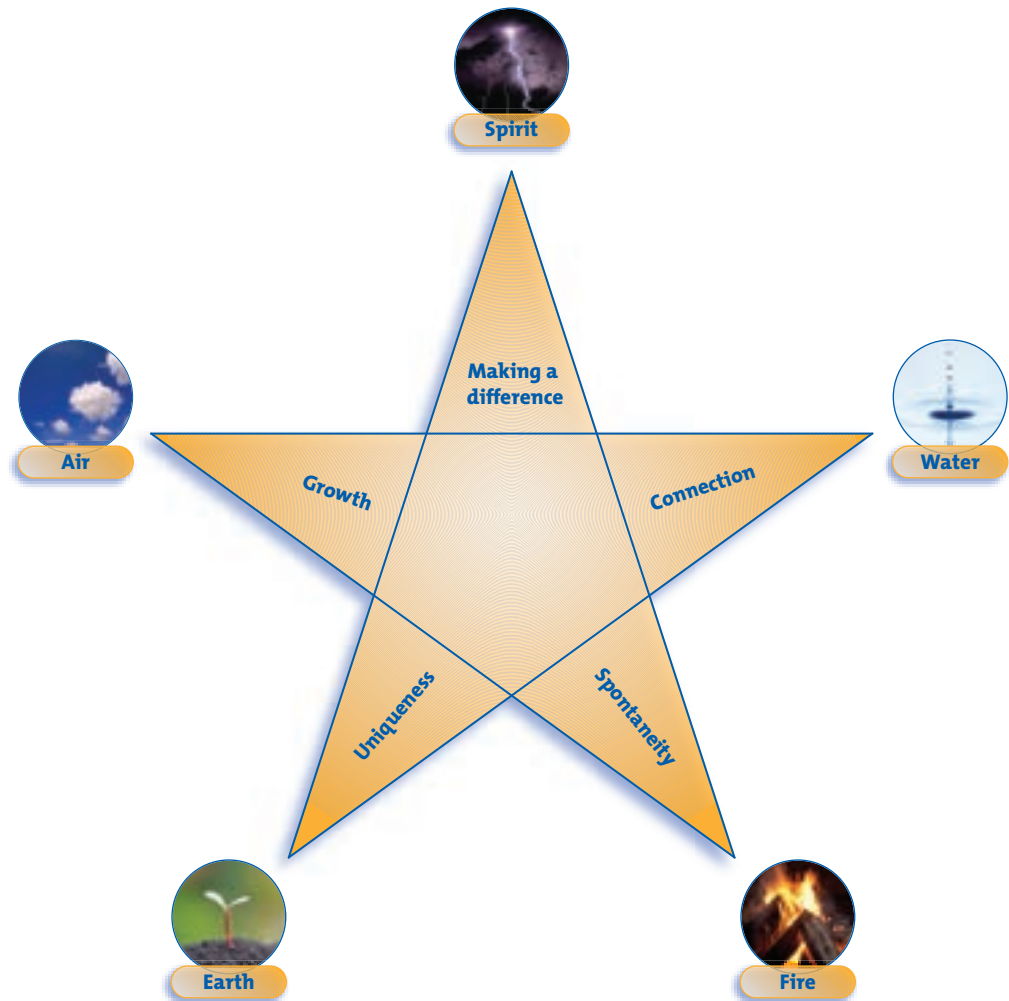 Spirit
Making a
difference
Air
Water
Growth
Connection
Uniqueness
Spontaneity
Earth
Fire